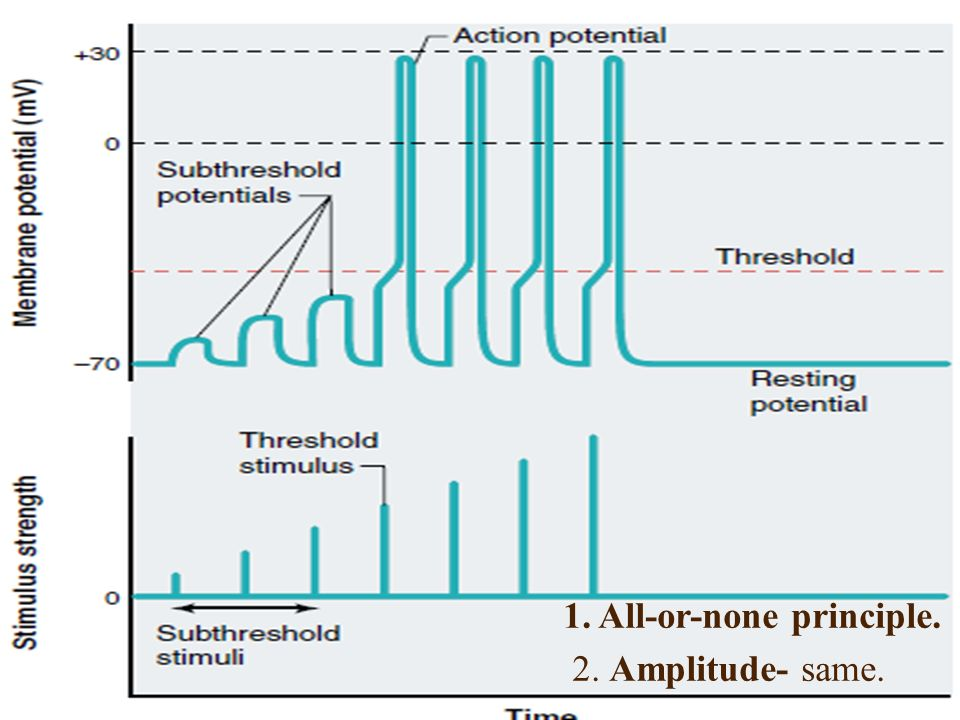 Action potential
+30
Membrane potential (mV)
0
Subthreshold
potentials
Threshold
–70
Resting
potential
Threshold
stimulus
Stimulus strength
0
1. All-or-none principle.
Subthreshold
stimuli
2. Amplitude- same.
Time